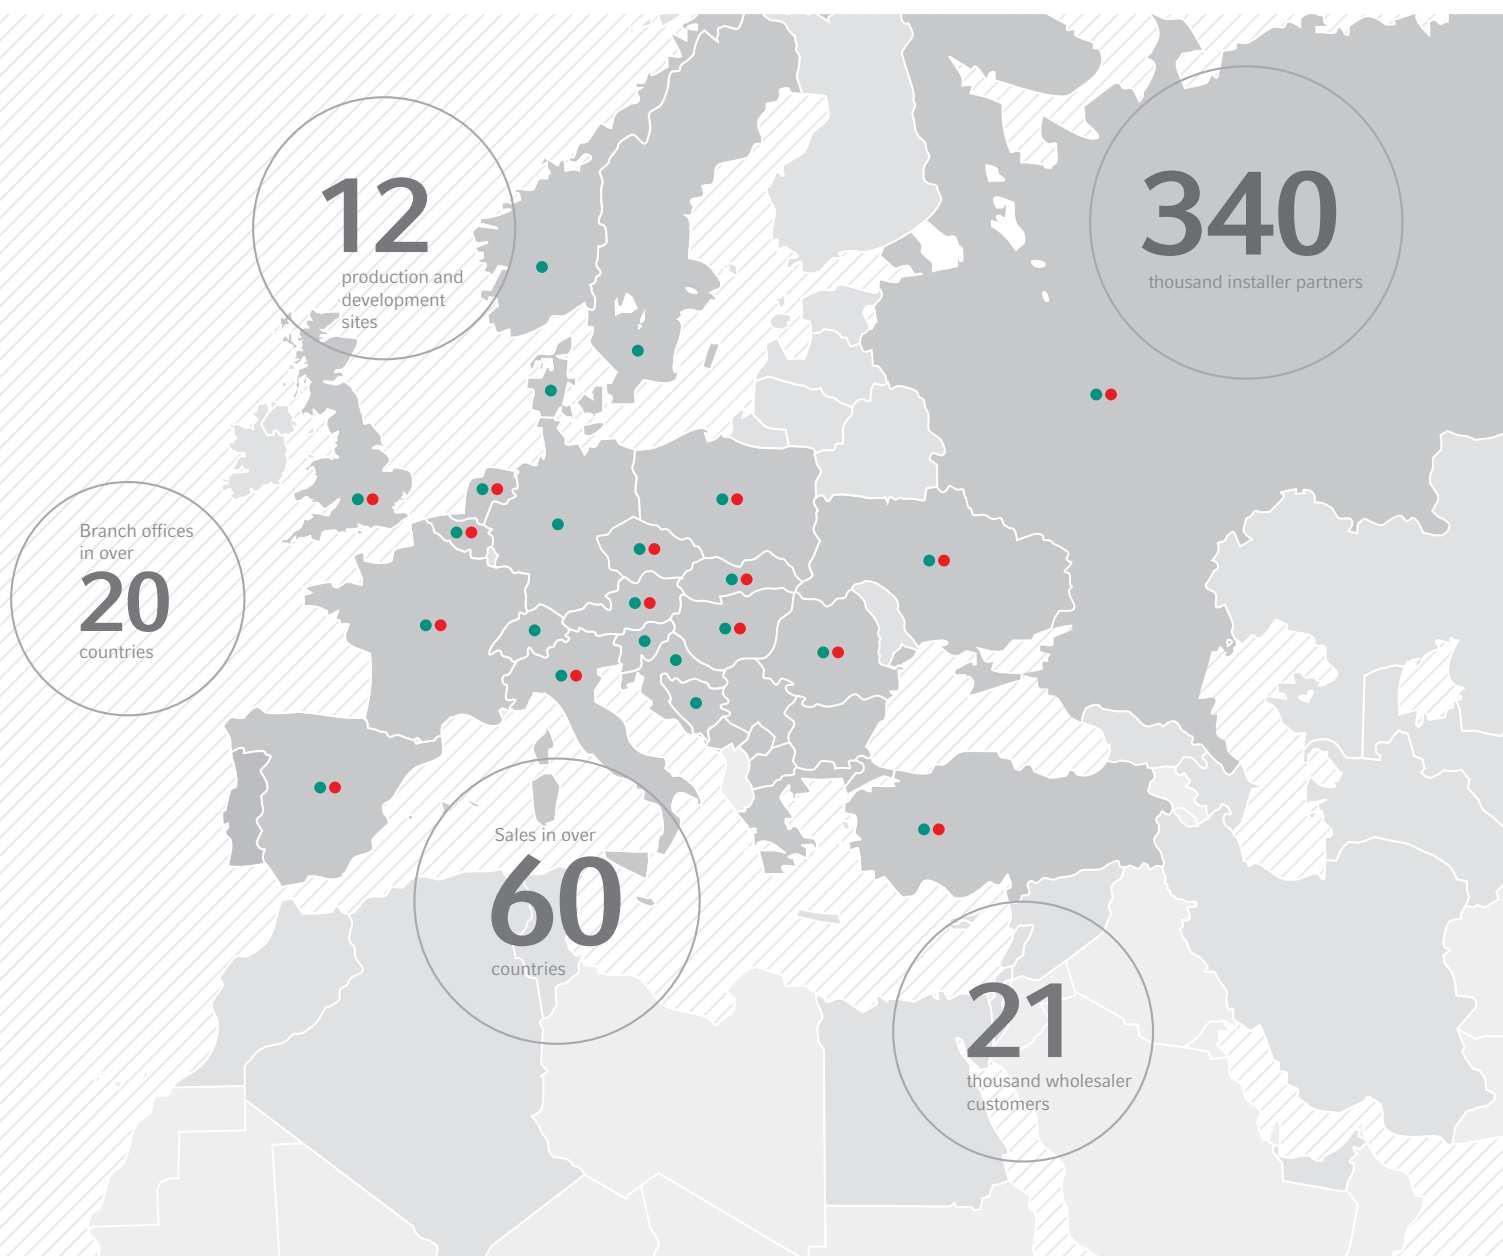 12
production and
development
sites
340
thousand installer partners
Branch offices
in over
20
countries
Sales in over
60
countries
21
thousand wholesaler
customers